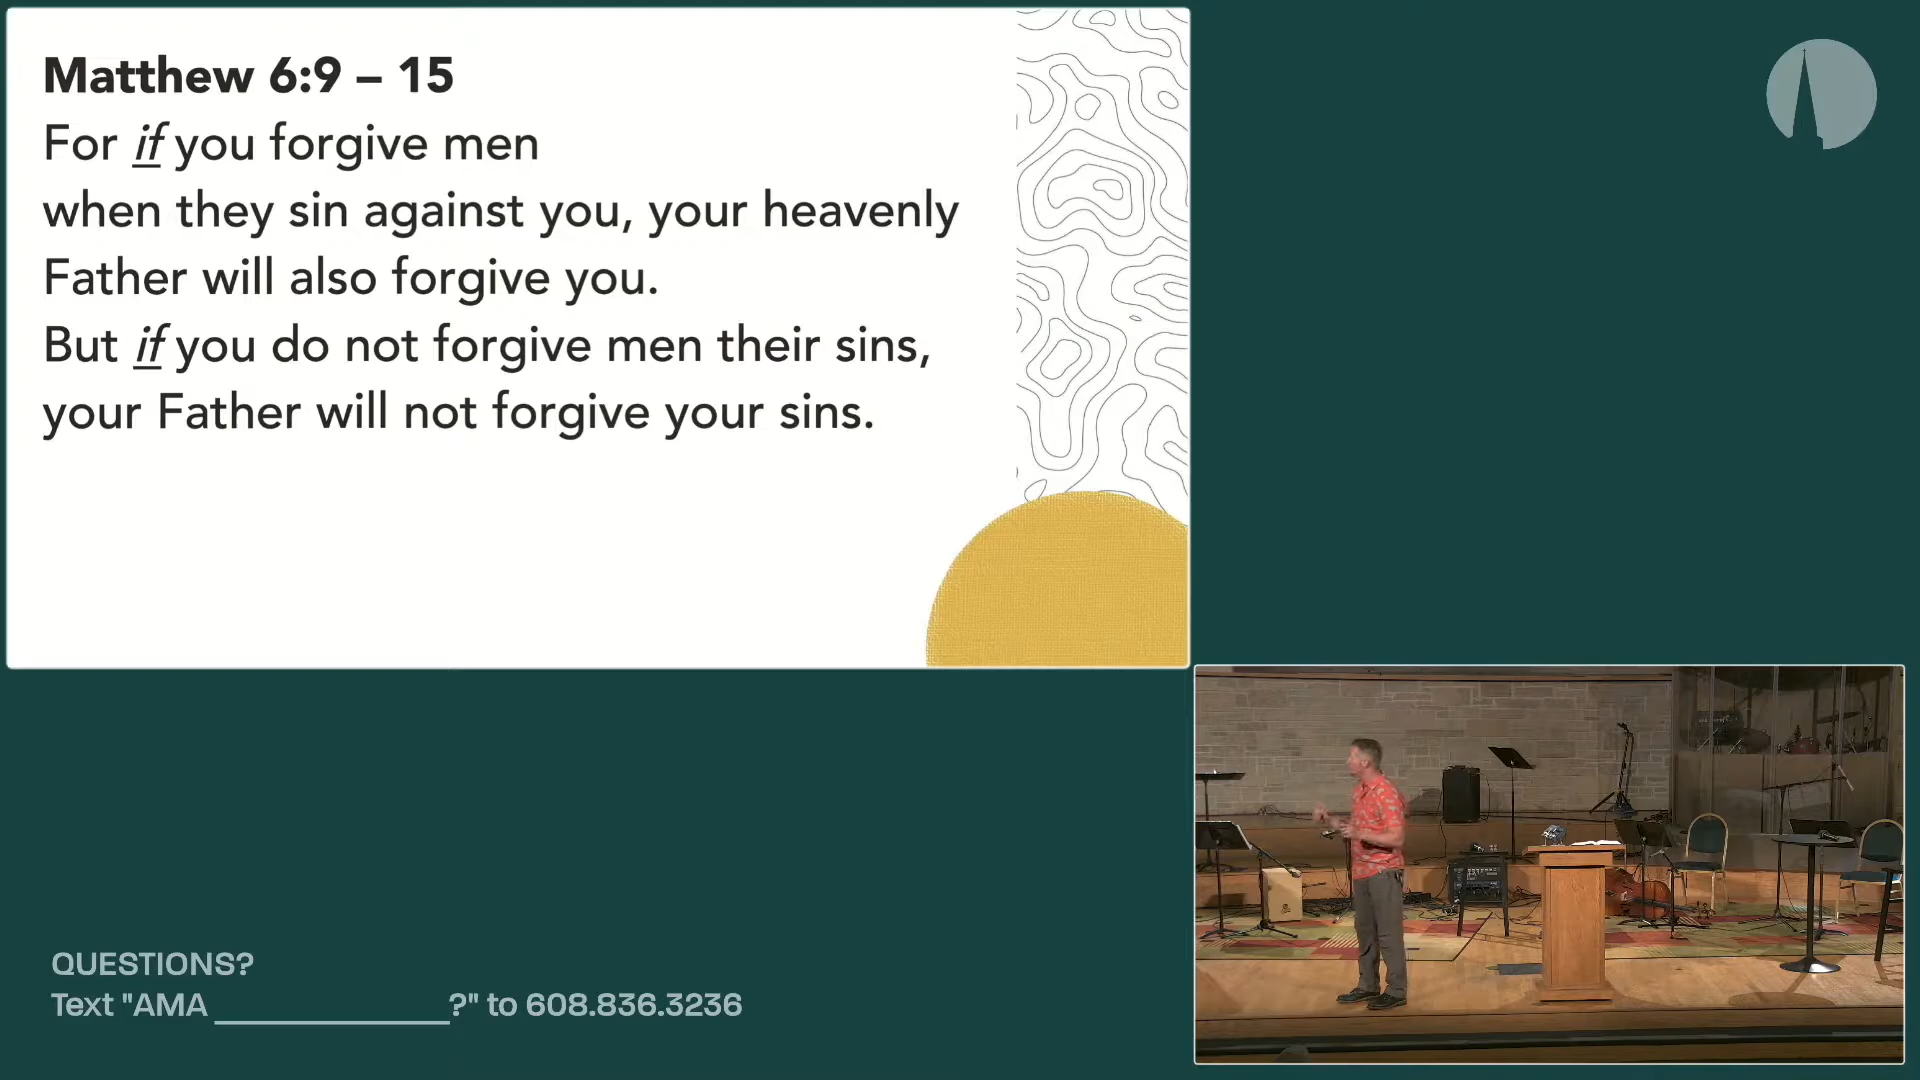 Matthew 6:9 – 15
For if you forgive men
when they sin against you, your heavenly
Father will also forgive you.
But if you do not forgive men their sins,
your Father will not forgive your sins.
QUESTIONS?
Text "AMA ______________?" to 608.836.3236